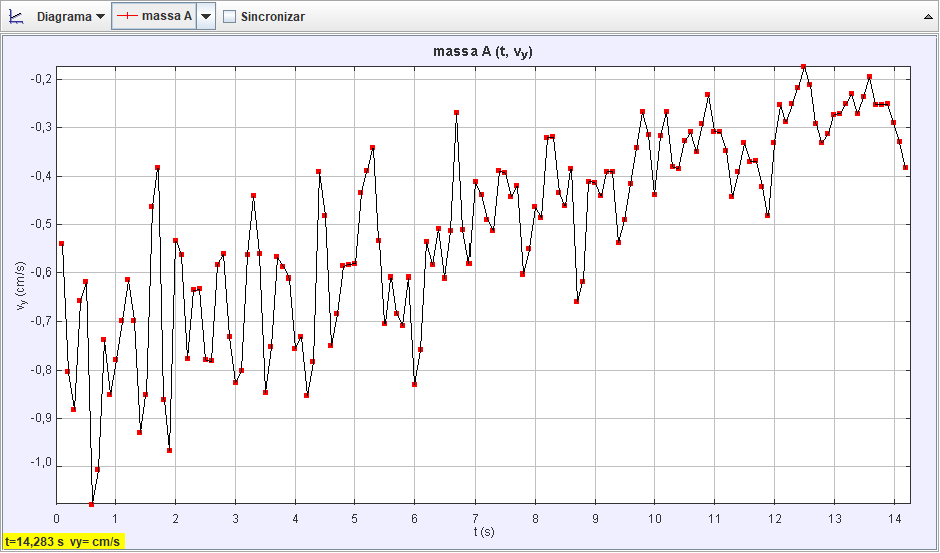 Diagrama massa A Sincronizar
massa A (t, vy)
-0,2
-0,3
-0,4
-0,5
-0,6
-0,7
-0,8
-0,9
-1,0
vy (cm/s)
0 1 2 3 4 5 6 7 8 9 10 11 12 13 14
t (s)
t=14,283 s vy= cm/s